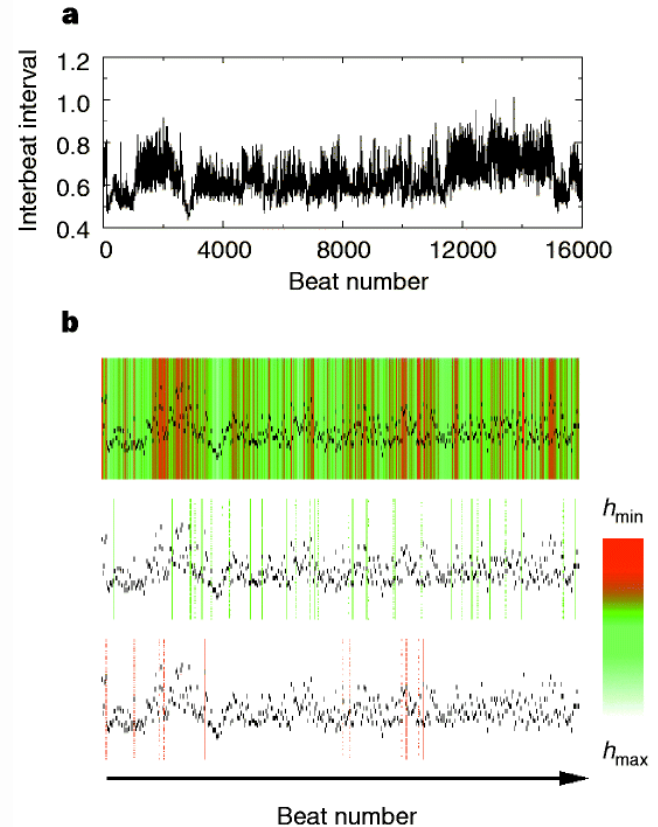 a
Interbeat interval
1.2
1.0
0.8
0.6
0.4
0 4000 8000 12000 16000
Beat number
b
hmin
hmax
Beat number